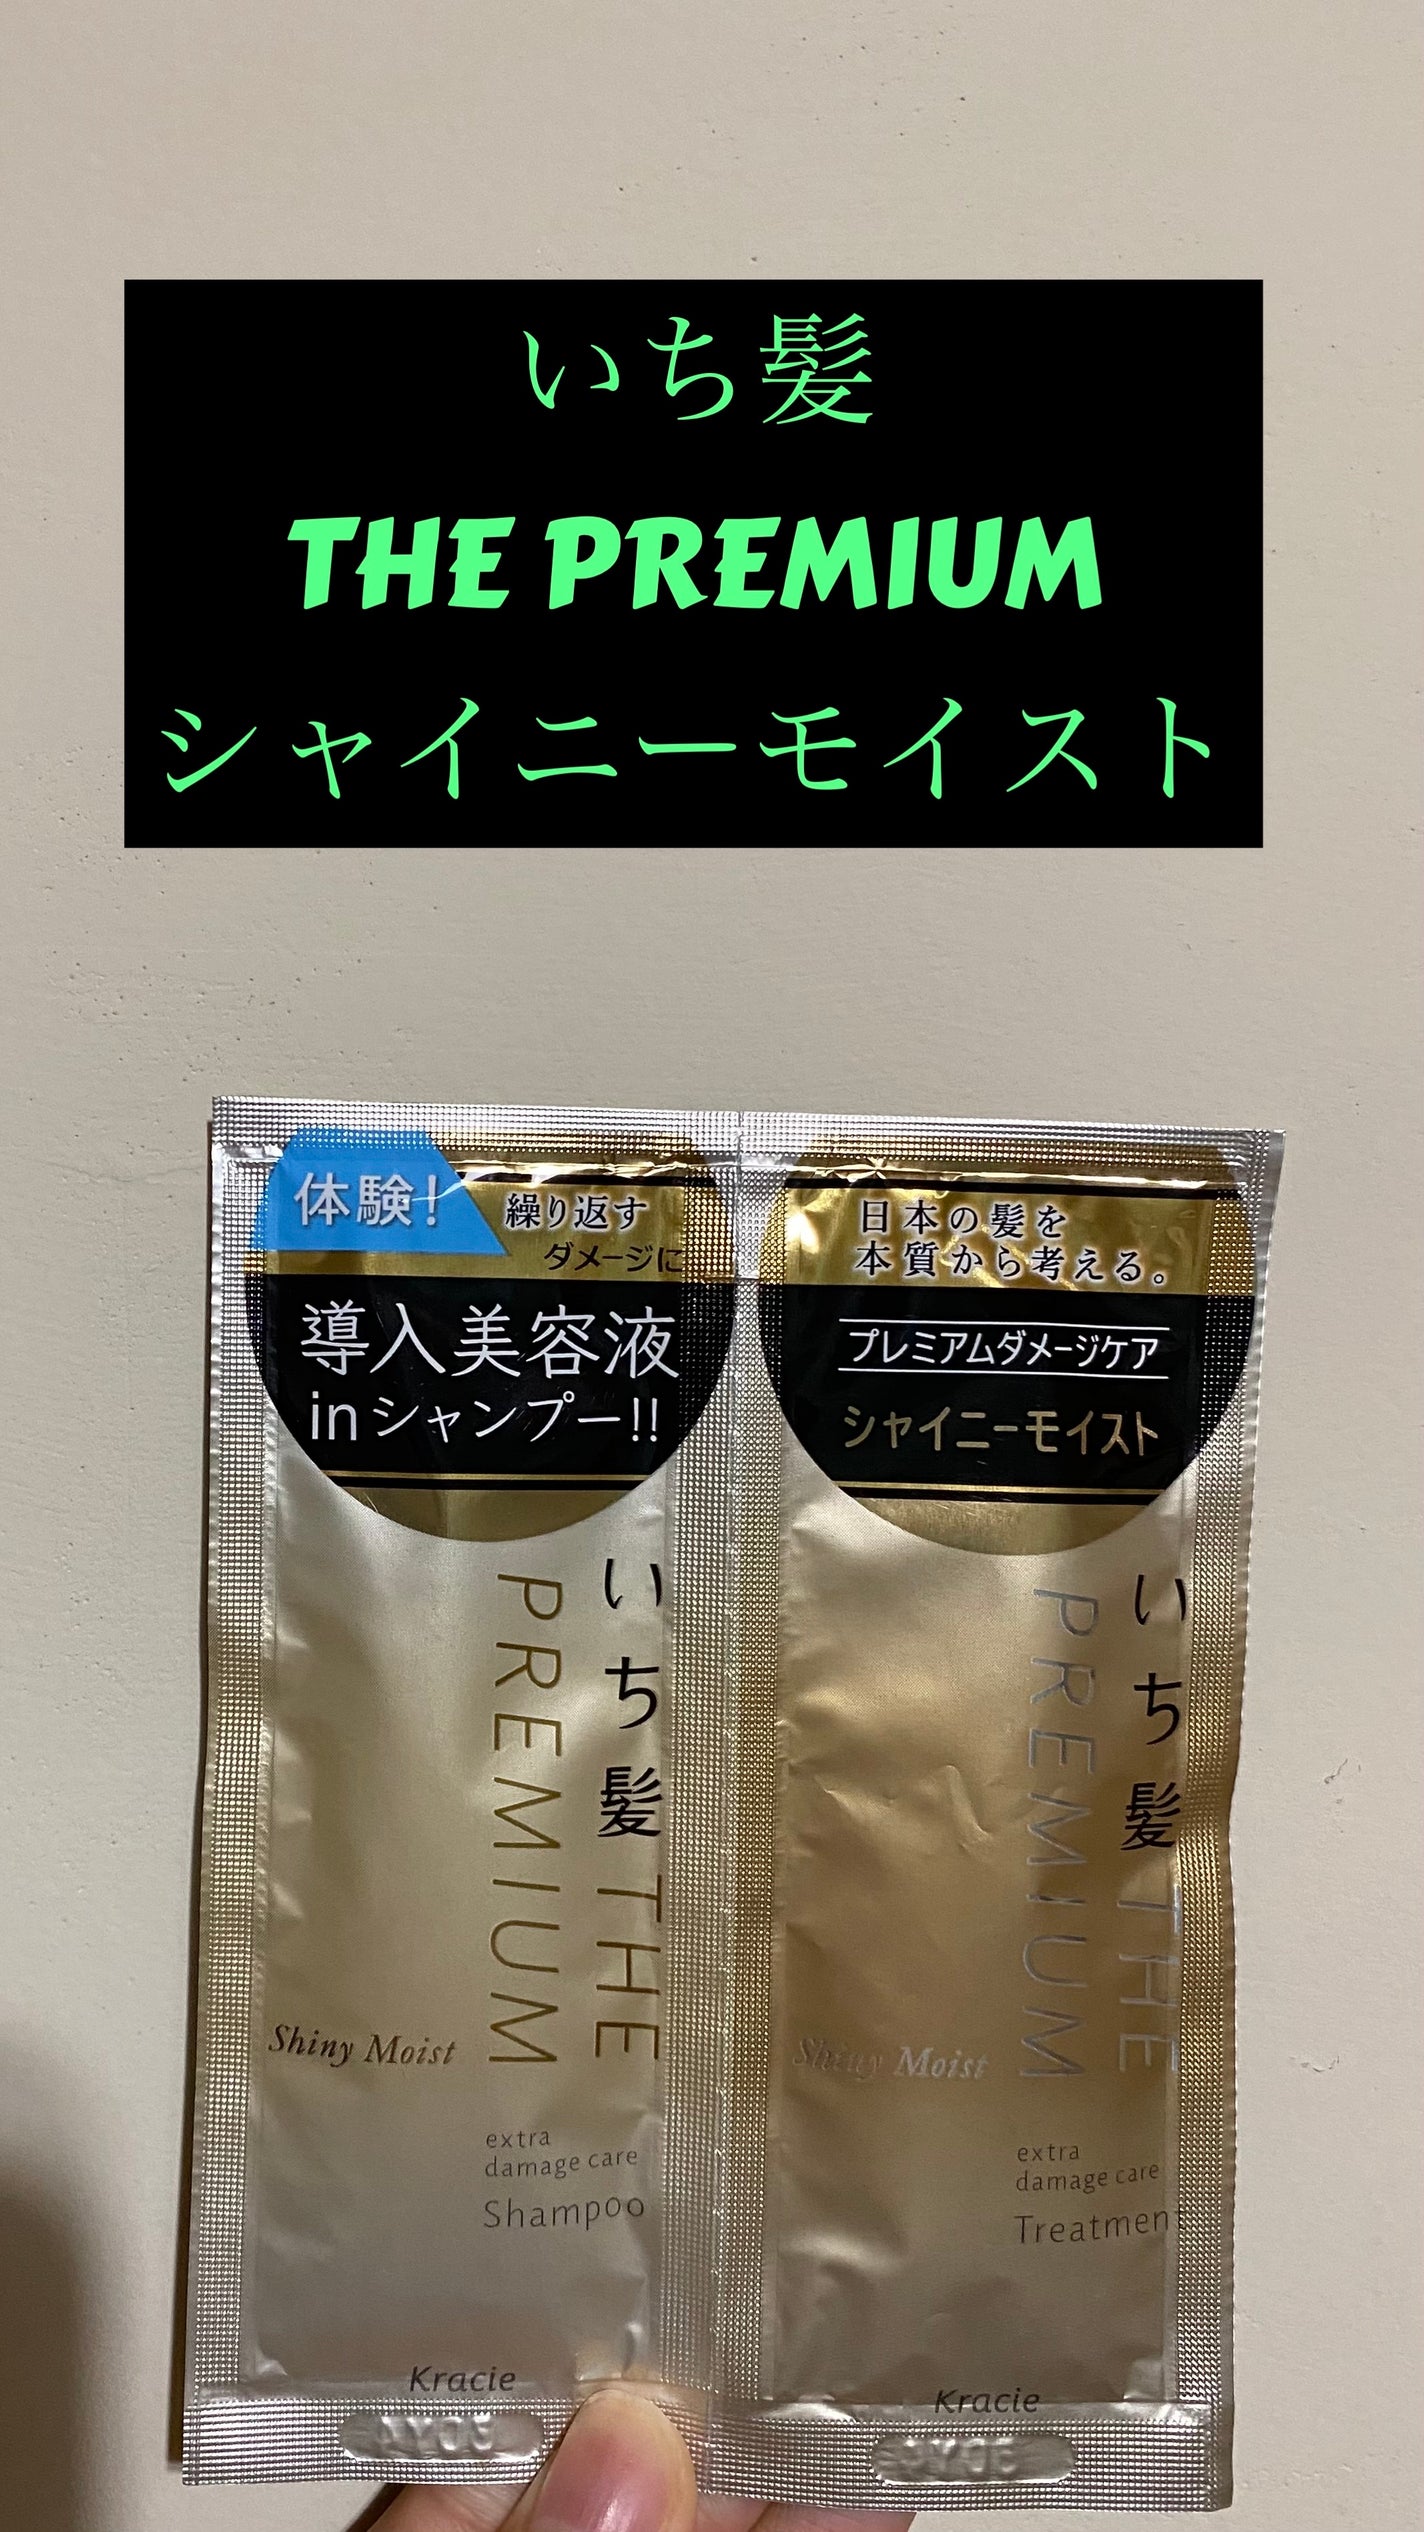 いち髪
THE PREMIUM
シャイニーモイスト
体験!
繰り返す
ダメージに
導入美容液
inシャンプー!!
いち髪 THE
PREMIUM
Shiny Moist
extra
damage care
Shampoo
Kracie
日本の髪を
本質から考える。
プレミアムダメージケア
シャイニーモイスト
いち髪 THE
PREMIUM
Shiny Moist
extra
damage care
Treatment
Kracie